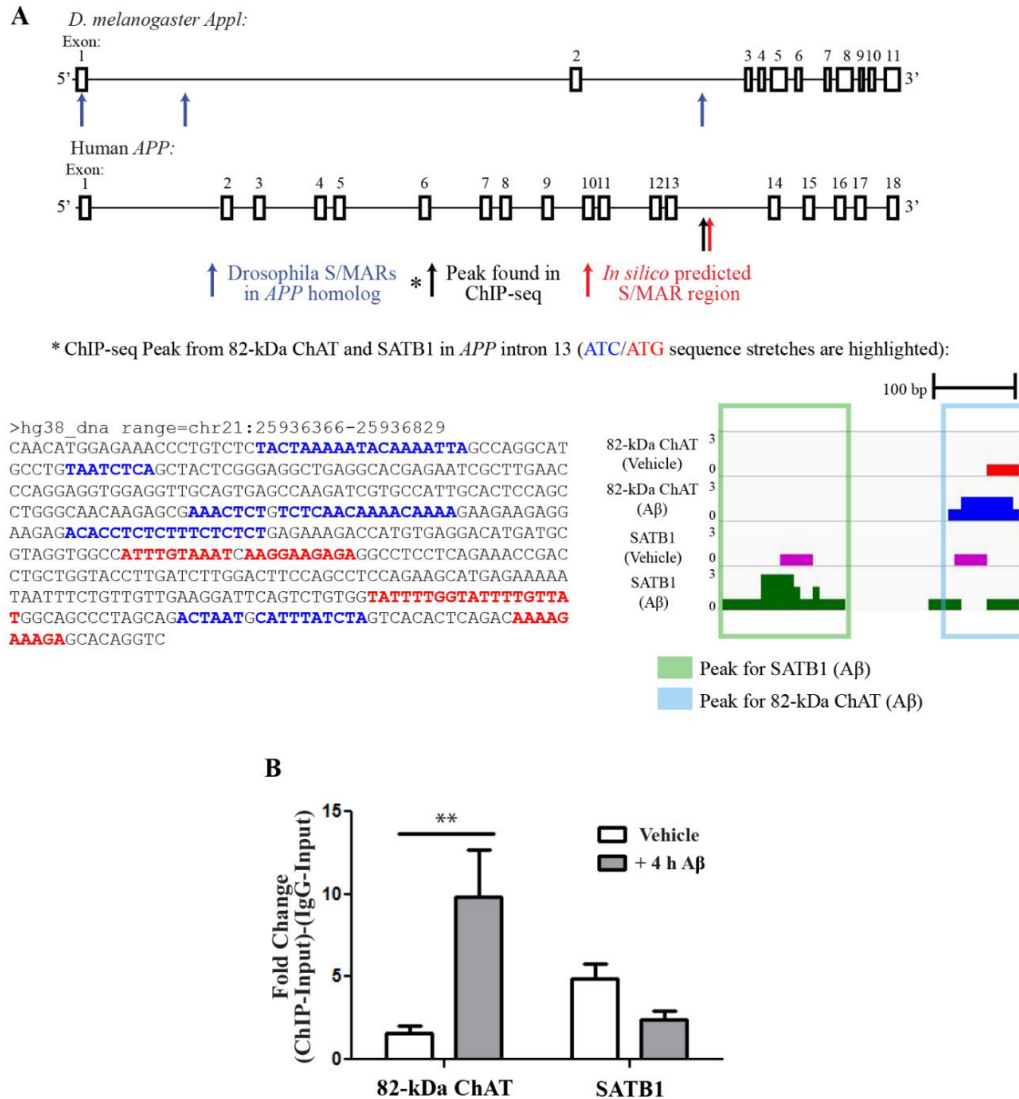 A
D. melanogaster Appl:
Exon:
1 2 3 4 5 6 7 8 9 10 11
5' 3'
Human APP:
Exon:
1 2 3 4 5 6 7 8 9 10 11 12 13 14 15 16 17 18
5' 3'
Drosophila S/MARs
in APP homolog
* Peak found in
ChIP-seq
In silico predicted
S/MAR region
* ChIP-seq Peak from 82-kDa ChAT and SATB1 in APP intron 13 (ATC/ATG sequence stretches are highlighted):
>hg38_dna range=chr21:25936366-25936829
CAACATGGAGAAACCCTGTCTCTACTAAAAATACAAAATTAGCCAGGCAT
GCCTGTAATCTCAGCTACTCGGGAGGCTGAGGCACGAGAATCGCTTGAAC
CCAGGAGGTGGAGGTTGCAGTGAGCCAAGATCGTGCCATTGCACTCCAGC
CTGGGCAACAAGAGCGAAACTCTGTCTCAACAAAACAAAAGAAGAAGAGG
AAGAGACACCTCTCTTTCTCTCTGAGAAAGACCATGTGAGGACATGATGC
GTAGGTGGCCATTTGTAAATCAAGGAAGAGAGGCCTCCTCAGAAACCGAC
CTGCTGGTACCTTGATCTTGGACTTCCAGCCTCCAGAAGCATGAGAAAAA
TAATTTCTGTTGTTGAAGGATTCAGTCTGTGGTATTTTGGTATTTTGTTA
TGGCAGCCCTAGCAGACTAATGCATTTATCTAGTCACACTCAGACAAAAG
AAAGAGCACAGGTC
100 bp
82-kDa ChAT
(Vehicle)
3
0
82-kDa ChAT
(Aβ)
3
0
SATB1
(Vehicle)
3
0
SATB1
(Aβ)
3
0
Peak for SATB1 (Aβ)
Peak for 82-kDa ChAT (Aβ)
B
Fold Change
(ChIP-Input)-(IgG-Input)
15
10
5
0
**
Vehicle
+ 4 h Aβ
82-kDa ChAT
SATB1